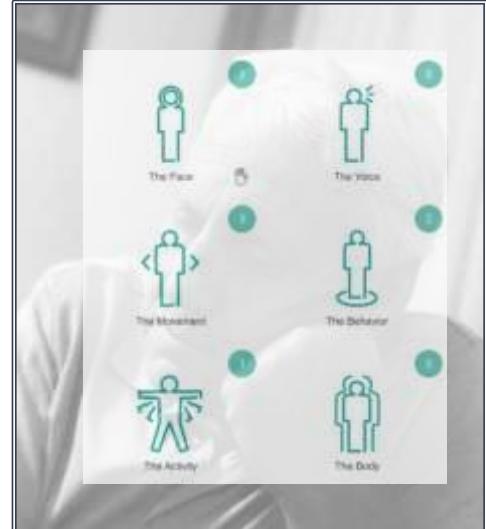 The Face
The Voice
The Movement
The Behavior
The Activity
The Body